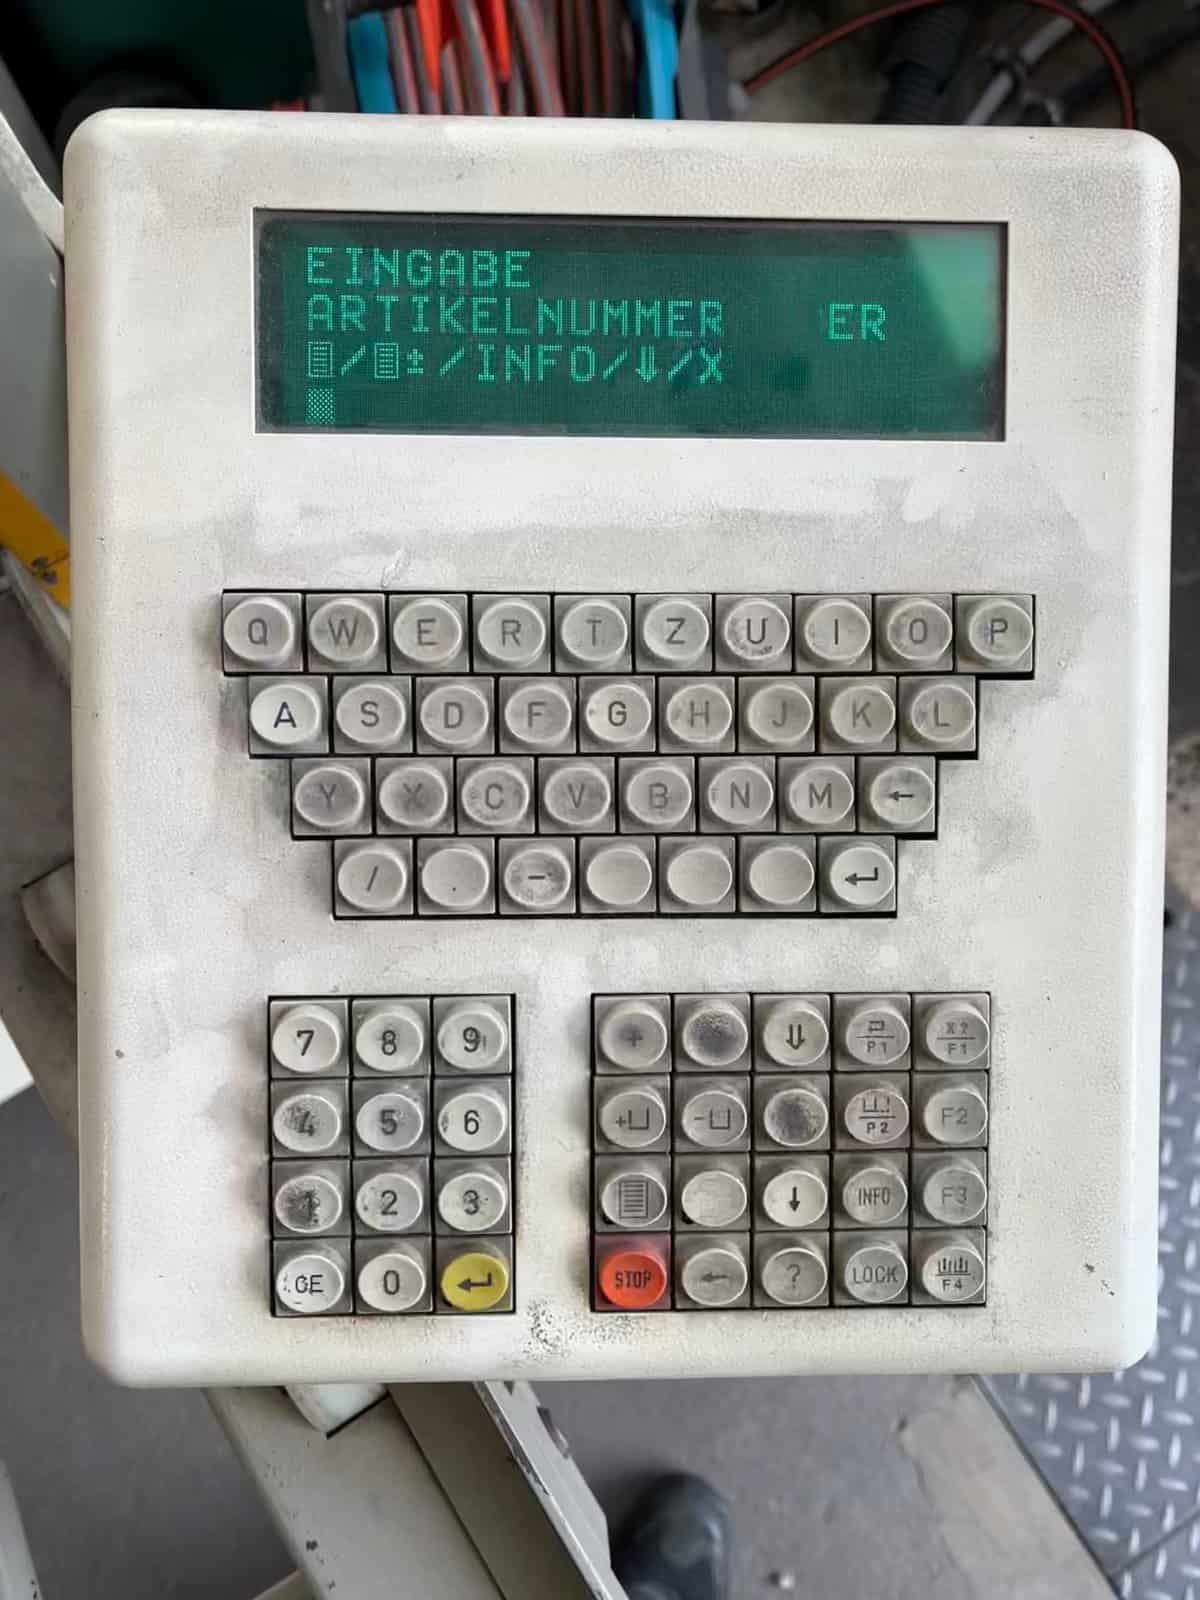 EINGABE
ARTIKELNUMMER ER
/ ± /INFO/⇓/X
Q W E R T Z U I O P
A S D F G H J K L
Y X C V B N M ←
/ . - ↵
7 8 9
4 5 6
2 3
CE 0 ↵
+ ⇓ P1 X? F1
+⊔ -⊔ P2 F2
↓ INFO F3
STOP ← ? LOCK F4